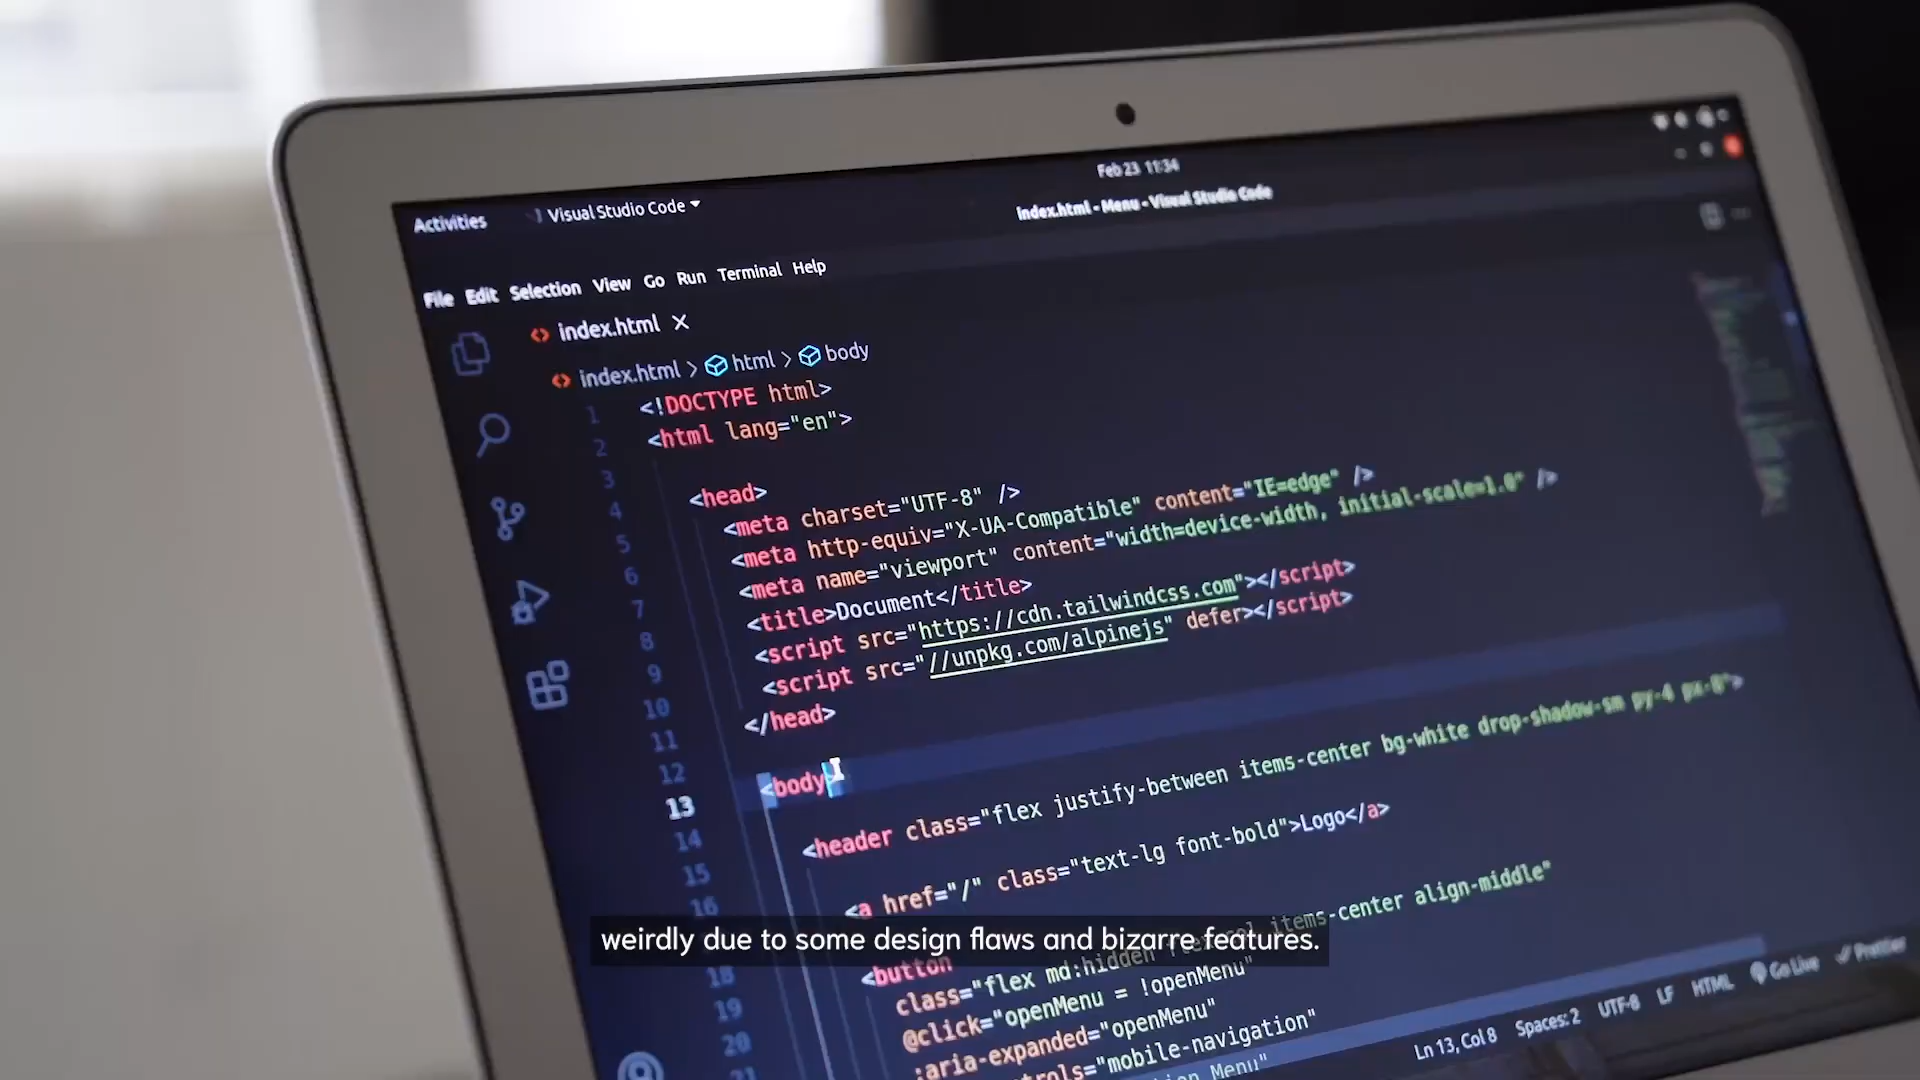 Feb 23 11:34
Activities
Visual Studio Code
index.html - Menu - Visual Studio Code
File Edit Selection View Go Run Terminal Help
index.html
index.html > html > body
1 <!DOCTYPE html>
2 <html lang="en">
3
4 <head>
5 <meta charset="UTF-8" />
6 <meta http-equiv="X-UA-Compatible" content="IE=edge" />
7 <meta name="viewport" content="width=device-width, initial-scale=1.0" />
8 <title>Document</title>
9 <script src="https://cdn.tailwindcss.com"></script>
10 <script src="//unpkg.com/alpinejs" defer></script>
11 </head>
12
13 <body>
14
15 <header class="flex justify-between items-center bg-white drop-shadow-sm py-4 px-8">
16
<a href="/" class="text-lg font-bold">Logo</a>
18
19 <button
20 class="flex md:hidden flex-col items-center align-middle"
21 @click="openMenu = !openMenu"
:aria-expanded="openMenu"
"mobile-navigation"
Menu"
weirdly due to some design flaws and bizarre features.
Ln 13, Col 8 Spaces: 2 UTF-8 LF HTML Go Live Prettier